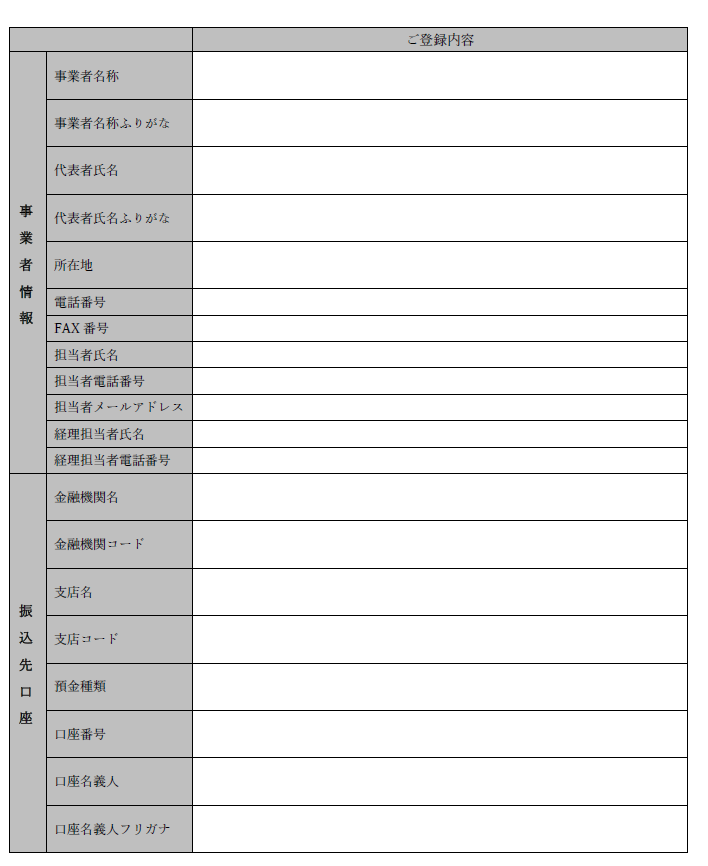 ご登録内容
事業者情報
事業者名称
事業者名称ふりがな
代表者氏名
代表者氏名ふりがな
所在地
電話番号
FAX 番号
担当者氏名
担当者電話番号
担当者メールアドレス
経理担当者氏名
経理担当者電話番号
振込先口座
金融機関名
金融機関コード
支店名
支店コード
預金種類
口座番号
口座名義人
口座名義人フリガナ